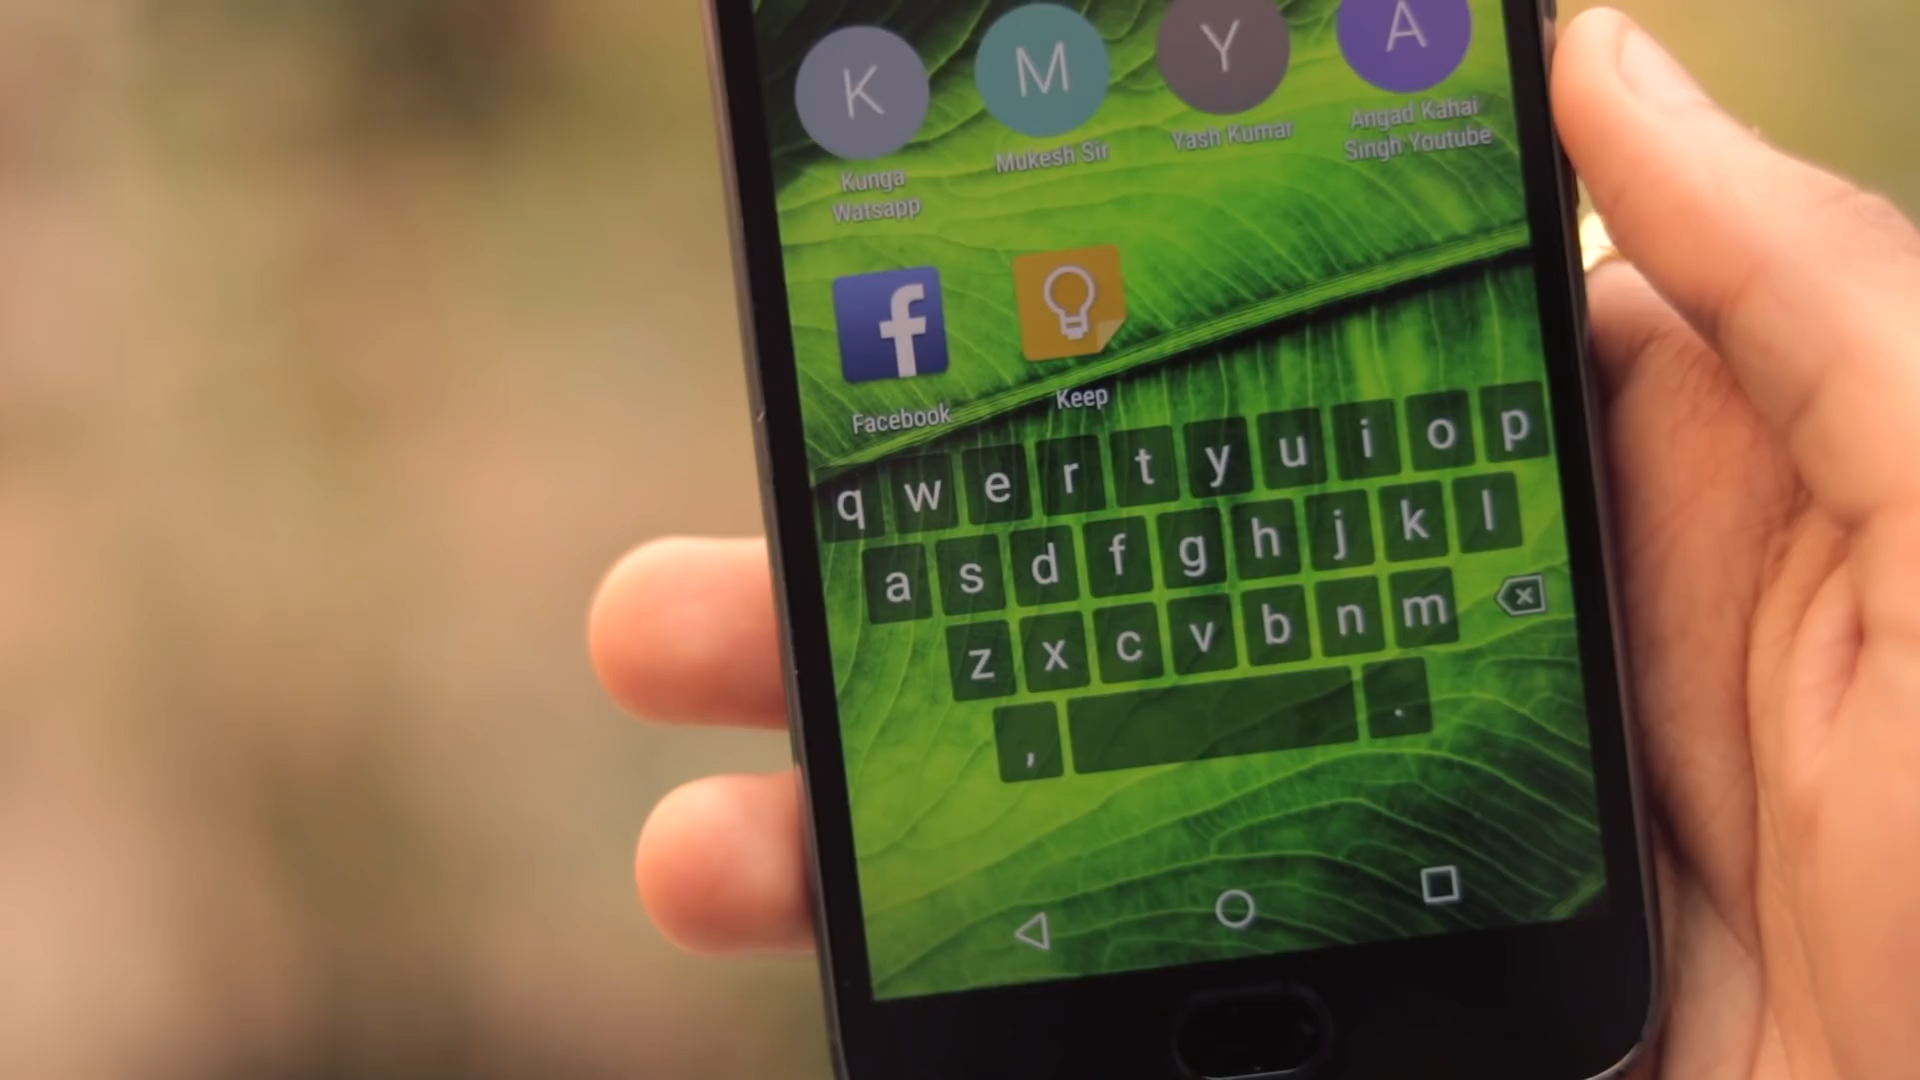 K M Y A
Kunga
Watsapp
Mukesh Sir
Yash Kumar
Angad Kahai
Singh Youtube
f
Facebook
Keep
q w e r t y u i o p
a s d f g h j k l
z x c v b n m
, .